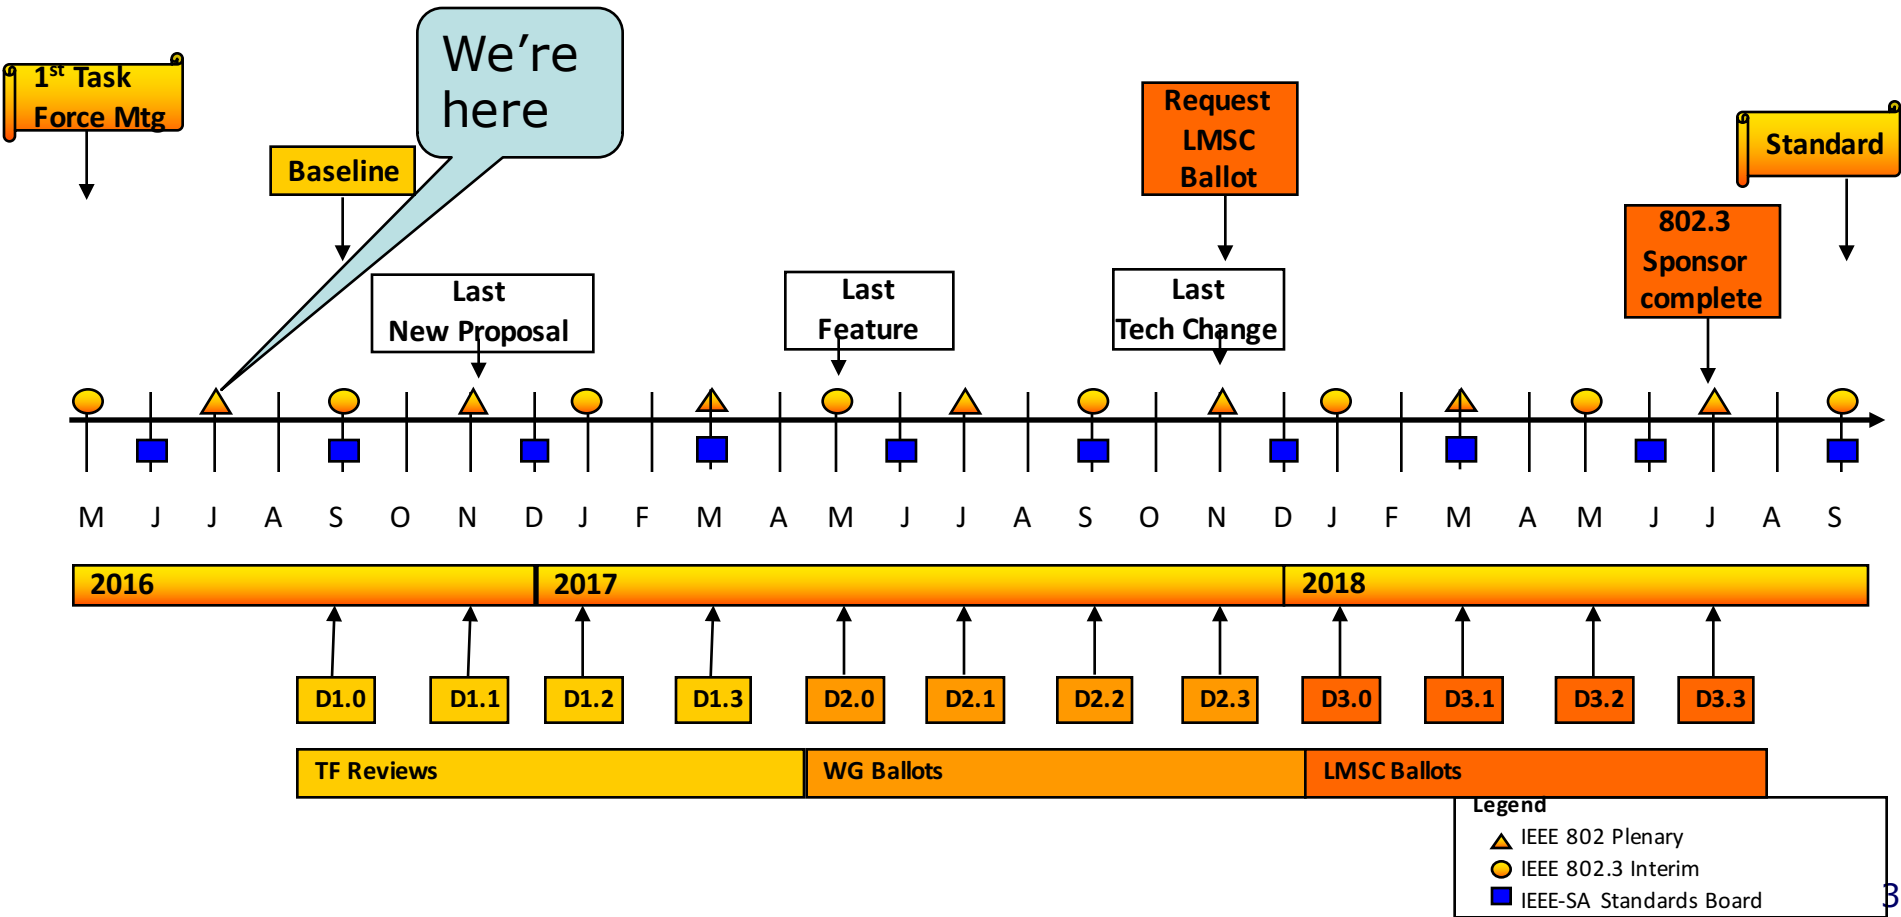 We're
here
1st Task
Force Mtg
Baseline
Request
LMSC
Ballot
Standard
802.3
Sponsor
complete
Last
New Proposal
Last
Feature
Last
Tech Change
M J J A S O N D J F M A M J J A S O N D J F M A M J J A S
2016 2017 2018
D1.0 D1.1 D1.2 D1.3 D2.0 D2.1 D2.2 D2.3 D3.0 D3.1 D3.2 D3.3
TF Reviews WG Ballots LMSC Ballots
Legend
IEEE 802 Plenary
IEEE 802.3 Interim
IEEE-SA Standards Board
3